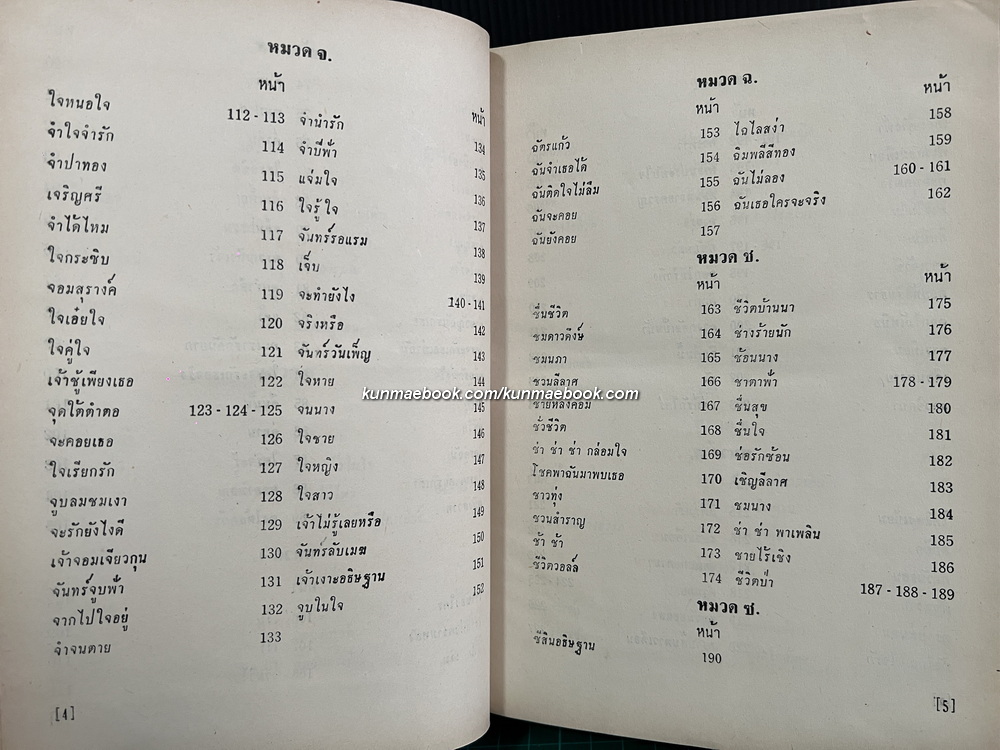 หมวด จ.
หน้า
ใจหนอใจ 112 - 113
จำใจจำรัก 114
จำปาทอง 115
เจริญศรี 116
จำได้ไหม 117
ใจกระซิบ 118
จอมสุรางค์ 119
ใจเอ๋ยใจ 120
ใจคู่ใจ 121
เจ้าชู้เพียงเธอ 122
จุดใต้ตำตอ 123 - 124 - 125
จะคอยเธอ 126
ใจเรียกรัก 127
จูบลมชมเงา 128
จะรักยังไงดี 129
เจ้าจอมเจียวกุน 130
จันทร์จูบฟ้า 131
จากไปใจอยู่ 132
จำจนตาย 133
หน้า
จำนำรัก 134
จำปีฟ้า 135
แจ่มใจ 136
ใจรู้ใจ 137
จันทร์รอแรม 138
เจ็บ 139
จะทำยังไง 140 - 141
จริงหรือ 142
จันทร์วันเพ็ญ 143
ใจหาย 144
จนนาง 145
ใจชาย 146
ใจหญิง 147
ใจสาว 148
เจ้าไม่รู้เลยหรือ 149
จันทร์ลับเมฆ 150
เจ้าเงาะอธิษฐาน 151
จูบในใจ 152
[4]
หมวด ฉ.
หน้า
ฉัตรแก้ว 153
ฉันจำเธอได้ 154
ฉันติดใจไม่ลืม 155
ฉันจะคอย 156
ฉันยังคอย 157
หน้า
ไฉไลสง่า 158
ฉิมพลีสีทอง 159
ฉันไม่ลอง 160 - 161
ฉันเธอใครจะจริง 162
หมวด ช.
หน้า
ชื่นชีวิต 163
ชมดาวดึงษ์ 164
ชมนภา 165
ชวนลีลาศ 166
ชายหลังคอม 167
ชั่วชีวิต 168
ช่า ช่า ช่า กล่อมใจ 169
โชคพาฉันมาพบเธอ 170
ชาวทุ่ง 171
ชวนสำราญ 172
ช้า ช้า 173
ชีวิตวอลล์ 174
หน้า
ชีวิตบ้านนา 175
ช่างร้ายนัก 176
ช้อนนาง 177
ชาตาฟ้า 178 - 179
ชื่นสุข 180
ชื่นใจ 181
ช่อรักซ้อน 182
เชิญลีลาศ 183
ชมนาง 184
ช่า ช่า พาเพลิน 185
ชายไร้เชิง 186
ชีวิตป่า 187 - 188 - 189
หมวด ซ.
หน้า
ซีสินอธิษฐาน 190
[5]
kunmaebook.com/kunmaebook.com